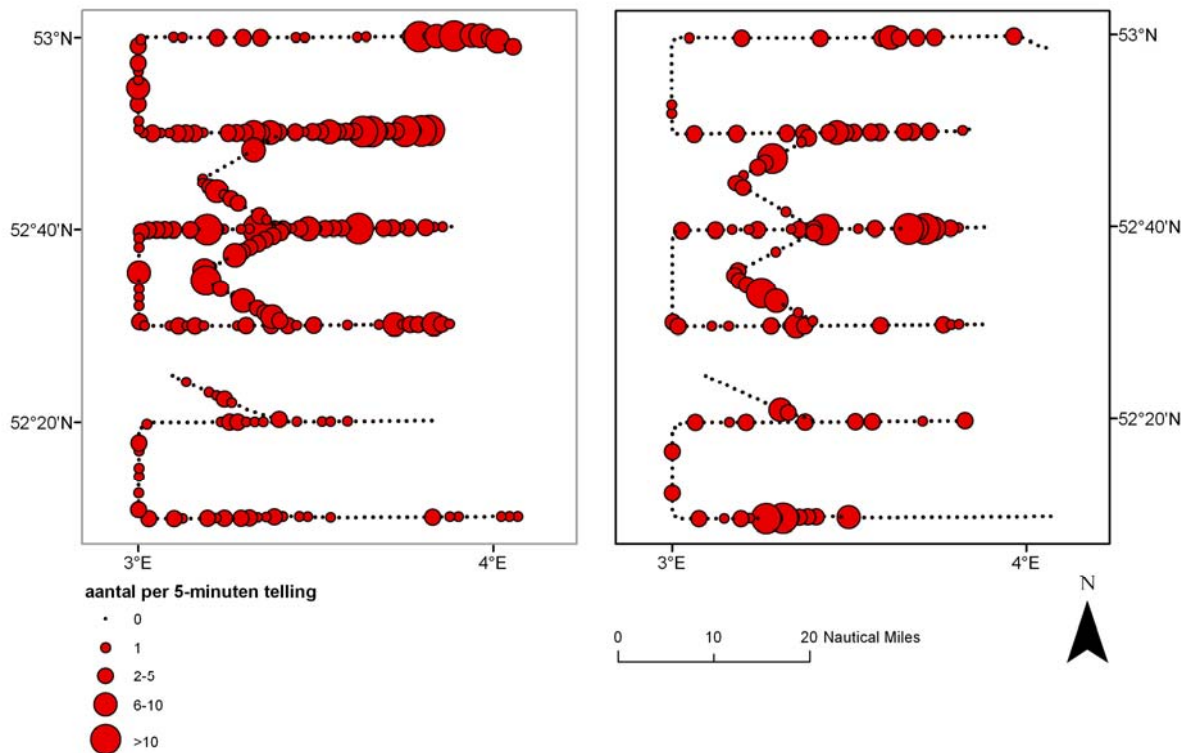 53°N
52°40'N
52°20'N
3°E
4°E
53°N
52°40'N
52°20'N
3°E
4°E
aantal per 5-minuten telling
0
1
2-5
6-10
>10
0 10 20 Nautical Miles
N